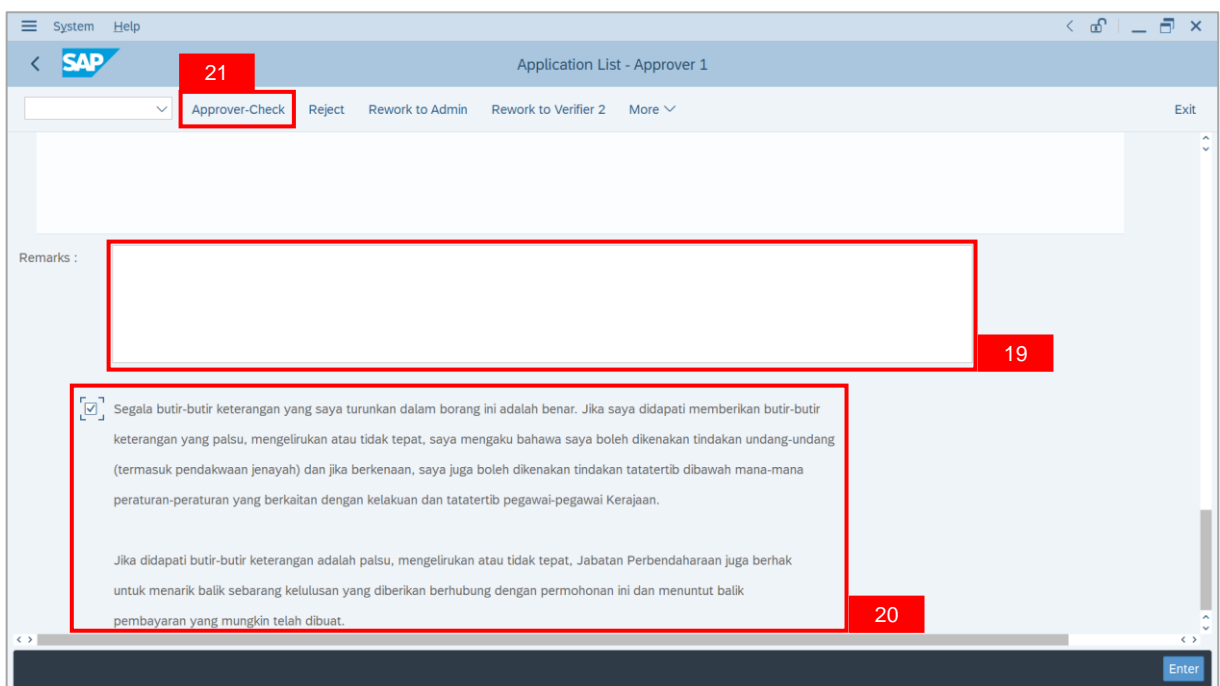 System Help
SAP
Application List - Approver 1
21
Approver-Check Reject Rework to Admin Rework to Verifier 2 More Exit
Remarks :
19
Segala butir-butir keterangan yang saya turunkan dalam borang ini adalah benar. Jika saya didapati memberikan butir-butir
keterangan yang palsu, mengelirukan atau tidak tepat, saya mengaku bahawa saya boleh dikenakan tindakan undang-undang
(termasuk pendakwaan jenayah) dan jika berkenaan, saya juga boleh dikenakan tindakan tatatertib dibawah mana-mana
peraturan-peraturan yang berkaitan dengan kelakuan dan tatatertib pegawai-pegawai Kerajaan.
Jika didapati butir-butir keterangan adalah palsu, mengelirukan atau tidak tepat, Jabatan Perbendaharaan juga berhak
untuk menarik balik sebarang kelulusan yang diberikan berhubung dengan permohonan ini dan menuntut balik
pembayaran yang mungkin telah dibuat.
20
Enter